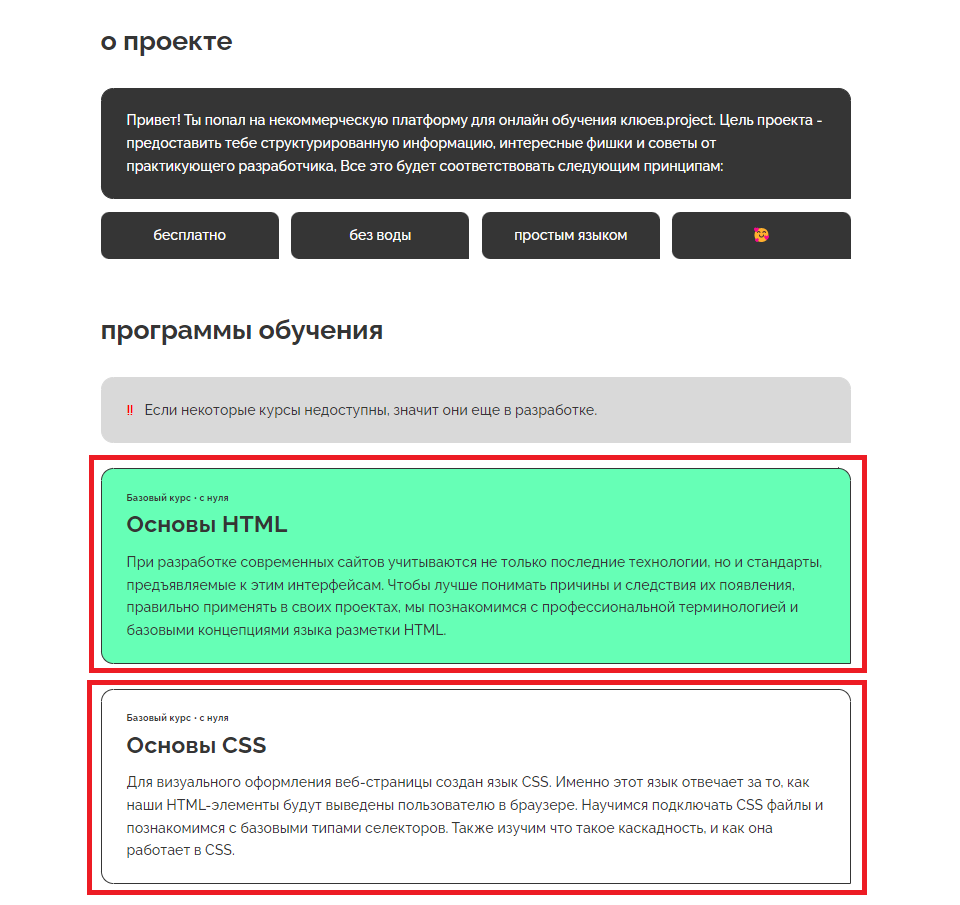 о проекте
Привет! Ты попал на некоммерческую платформу для онлайн обучения клюев.project. Цель проекта -
предоставить тебе структурированную информацию, интересные фишки и советы от
практикующего разработчика, Все это будет соответствовать следующим принципам:
бесплатно
без воды
простым языком
🥰
программы обучения
‼ Если некоторые курсы недоступны, значит они еще в разработке.
Базовый курс • с нуля
Основы HTML
При разработке современных сайтов учитываются не только последние технологии, но и стандарты,
предъявляемые к этим интерфейсам. Чтобы лучше понимать причины и следствия их появления,
правильно применять в своих проектах, мы познакомимся с профессиональной терминологией и
базовыми концепциями языка разметки HTML.
Базовый курс • с нуля
Основы CSS
Для визуального оформления веб-страницы создан язык CSS. Именно этот язык отвечает за то, как
наши HTML-элементы будут выведены пользователю в браузере. Научимся подключать CSS файлы и
познакомимся с базовыми типами селекторов. Также изучим что такое каскадность, и как она
работает в CSS.